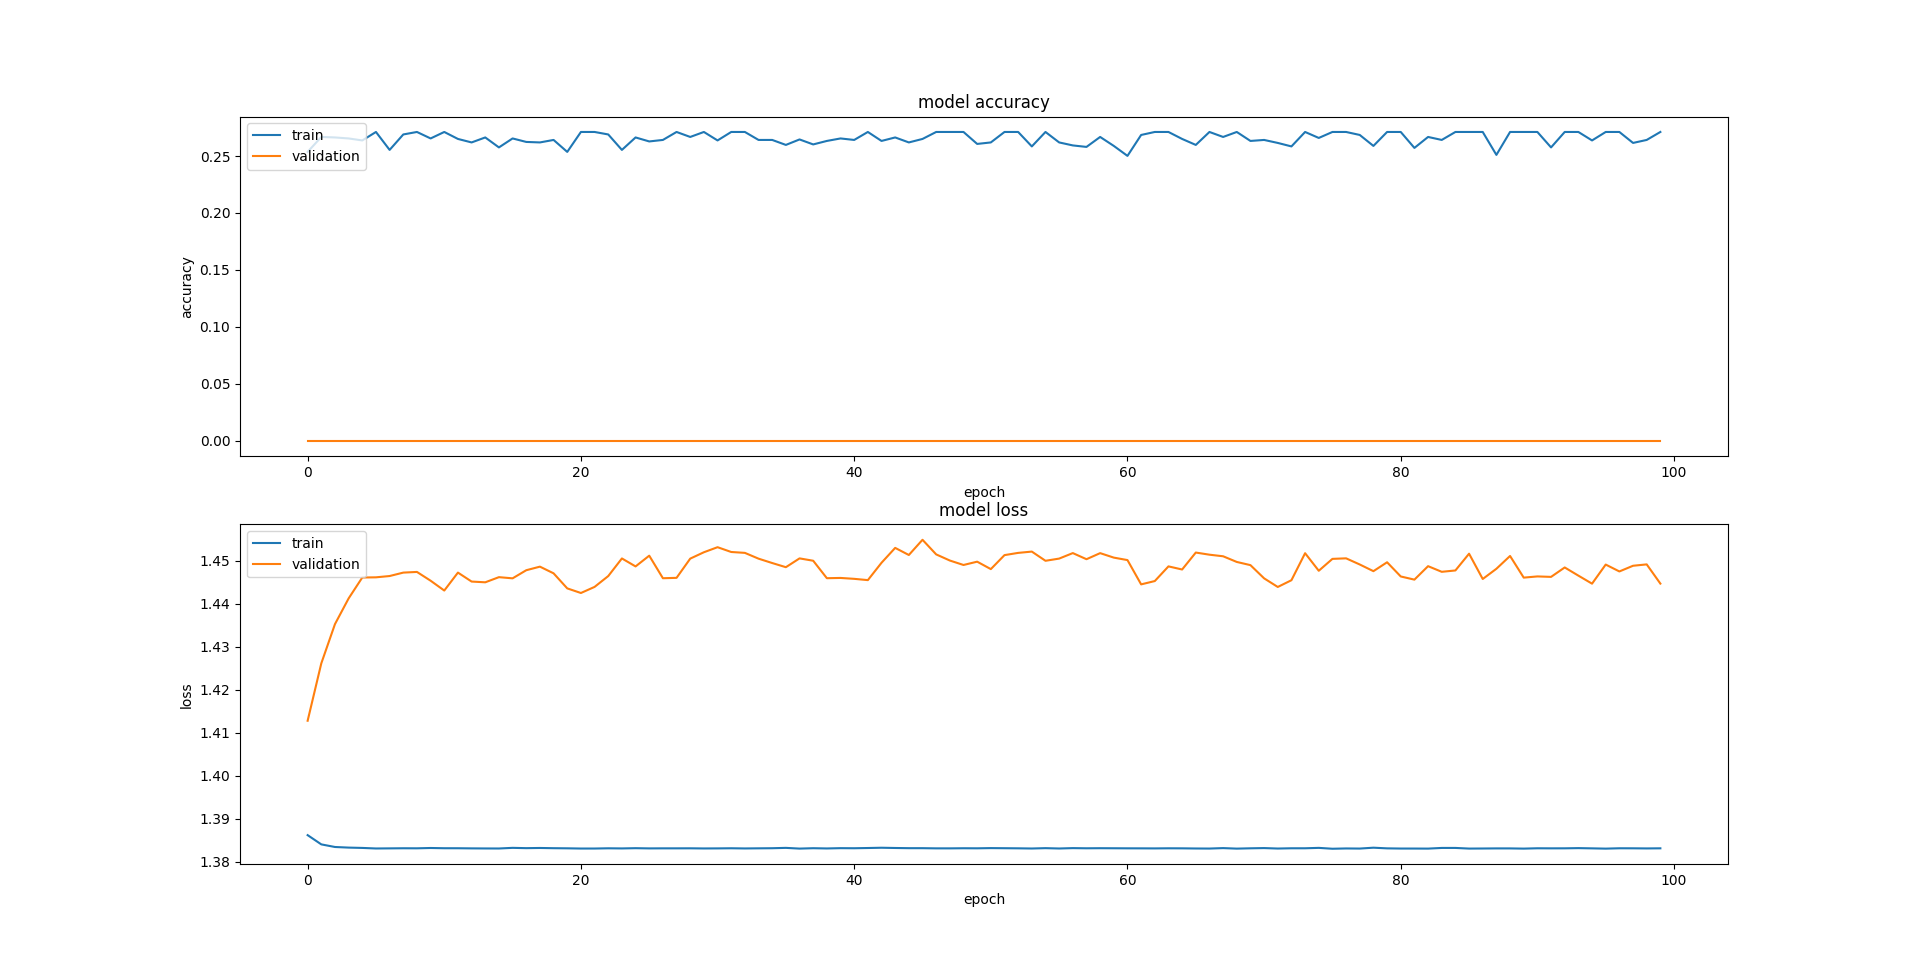 model accuracy
train
validation
0.25
0.20
0.15
0.10
0.05
0.00
accuracy
0 20 40 60 80 100
epoch
model loss
train
validation
1.45
1.44
1.43
1.42
1.41
1.40
1.39
1.38
loss
0 20 40 60 80 100
epoch